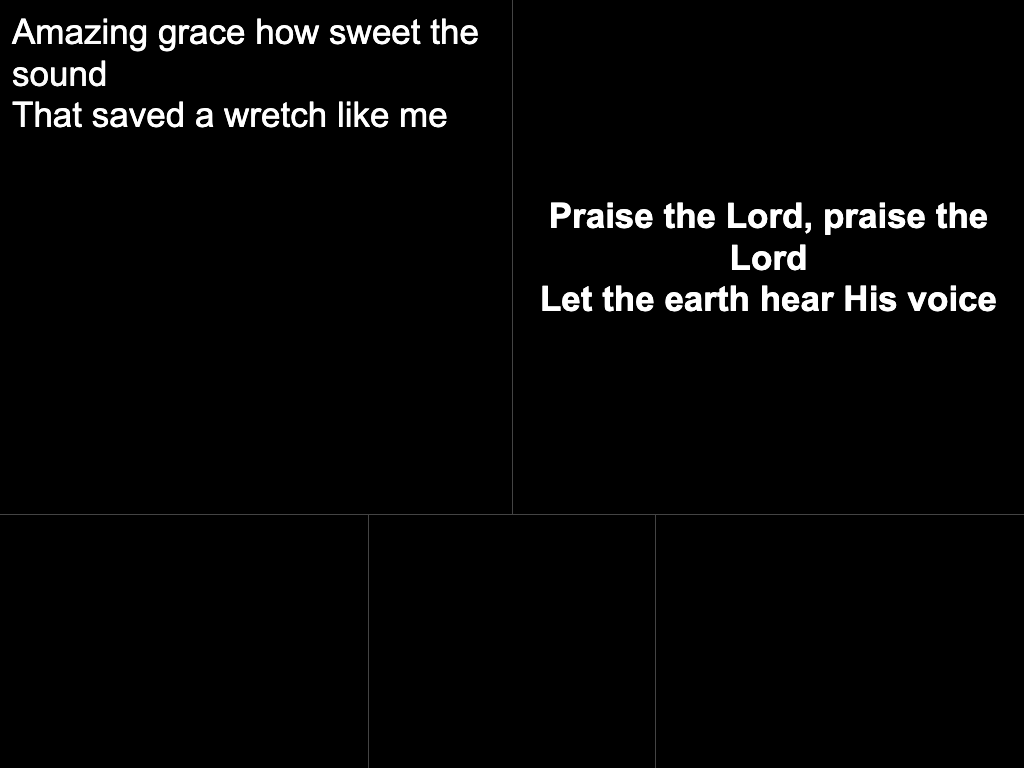 Amazing grace how sweet the
sound
That saved a wretch like me
Praise the Lord, praise the
Lord
Let the earth hear His voice